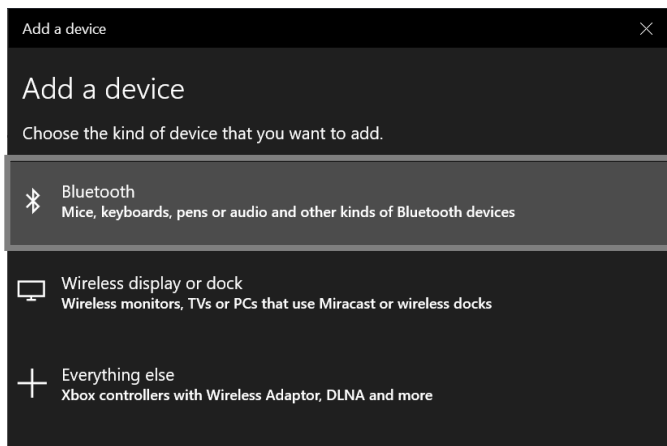 Add a device
Add a device
Choose the kind of device that you want to add.
Bluetooth
Mice, keyboards, pens or audio and other kinds of Bluetooth devices
Wireless display or dock
Wireless monitors, TVs or PCs that use Miracast or wireless docks
Everything else
Xbox controllers with Wireless Adaptor, DLNA and more